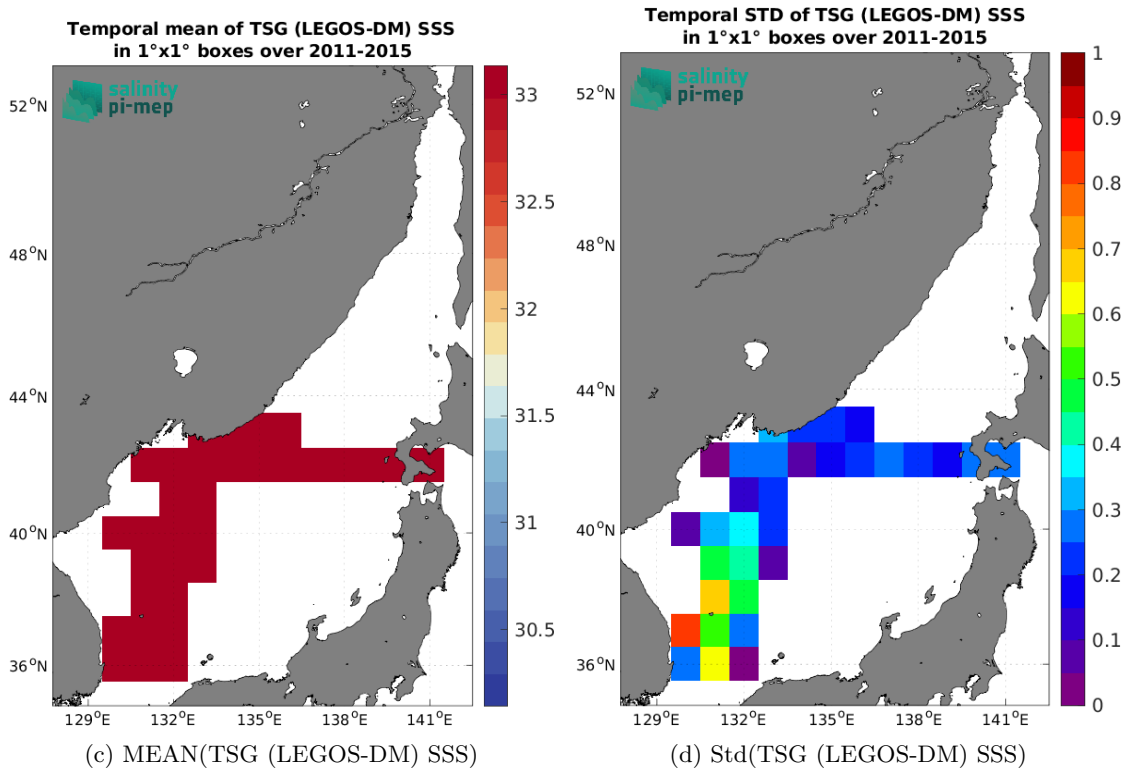 Temporal mean of TSG (LEGOS-DM) SSS
in 1°x1° boxes over 2011-2015
salinity
pi-mep
52°N
48°N
44°N
40°N
36°N
129°E 132°E 135°E 138°E 141°E
33
32.5
32
31.5
31
30.5
(c) MEAN(TSG (LEGOS-DM) SSS)
Temporal STD of TSG (LEGOS-DM) SSS
in 1°x1° boxes over 2011-2015
salinity
pi-mep
52°N
48°N
44°N
40°N
36°N
129°E 132°E 135°E 138°E 141°E
1
0.9
0.8
0.7
0.6
0.5
0.4
0.3
0.2
0.1
0
(d) Std(TSG (LEGOS-DM) SSS)